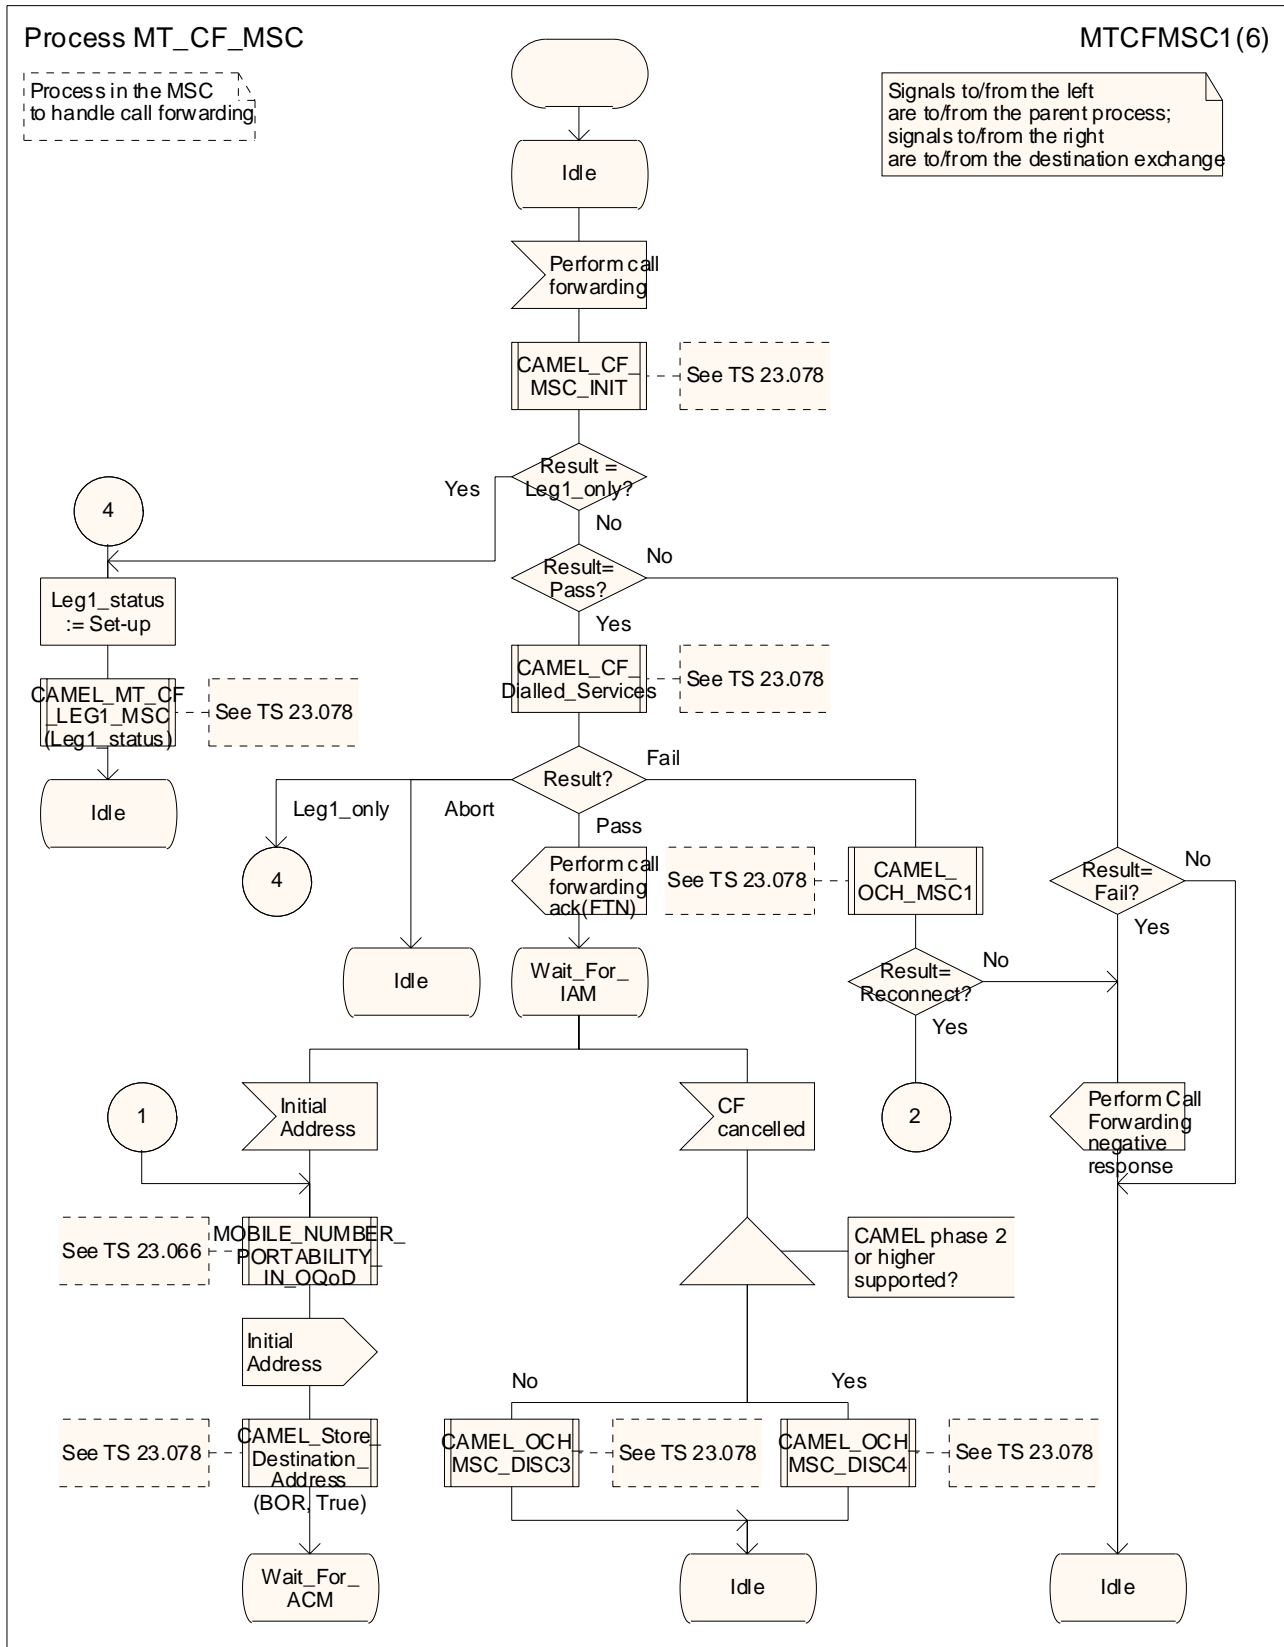 Process MT_CF_MSC
MTCFMSC1(6)
Process in the MSC
to handle call forwarding
Signals to/from the left
are to/from the parent process;
signals to/from the right
are to/from the destination exchange
Idle
Perform call
forwarding
CAMEL_CF_
MSC_INIT
See TS 23.078
Result =
Leg1_only?
Yes
No
4
Result=
Pass?
No
Yes
Leg1_status
:= Set-up
CAMEL_CF_
Dialled_Services
See TS 23.078
CAMEL_MT_CF
_LEG1_MSC
(Leg1_status)
See TS 23.078
Result?
Fail
Leg1_only
Abort
Pass
Idle
4
Perform call
forwarding
ack(FTN)
See TS 23.078
CAMEL_
OCH_MSC1
Result=
Fail?
No
Yes
Idle
Wait_For_
IAM
Result=
Reconnect?
No
Yes
1
Initial
Address
CF
cancelled
2
Perform Call
Forwarding
negative
response
See TS 23.066
MOBILE_NUMBER_
PORTABILITY_
IN_OQoD
CAMEL phase 2
or higher
supported?
Initial
Address
No
Yes
See TS 23.078
CAMEL_Store_
Destination_
Address
(BOR, True)
CAMEL_OCH_
MSC_DISC3
See TS 23.078
CAMEL_OCH_
MSC_DISC4
See TS 23.078
Wait_For_
ACM
Idle
Idle